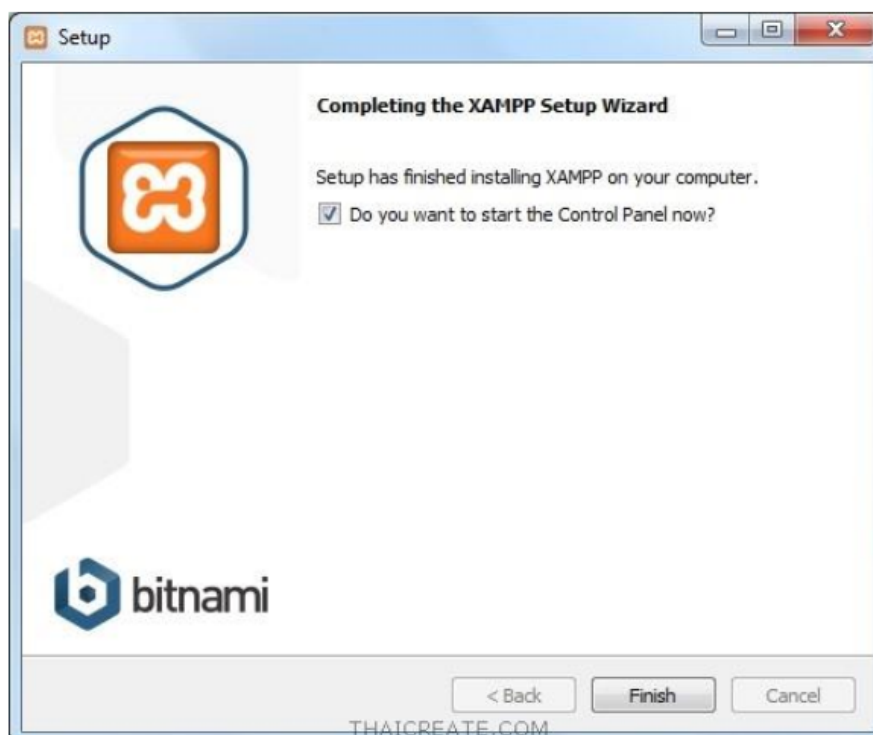 Setup
Completing the XAMPP Setup Wizard
Setup has finished installing XAMPP on your computer.
Do you want to start the Control Panel now?
bitnami
< Back
Finish
Cancel
THAICREATE.COM